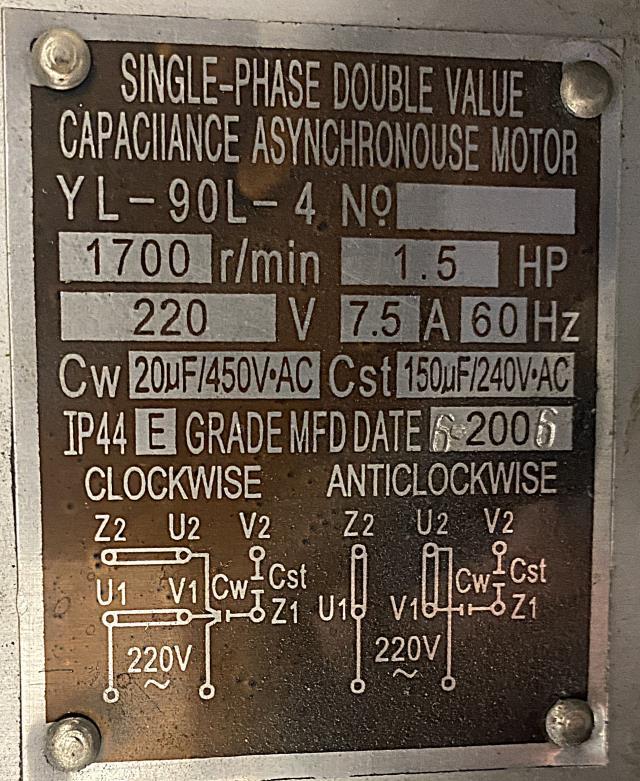 SINGLE-PHASE DOUBLE VALUE
CAPACIIANCE ASYNCHRONOUSE MOTOR
YL-90L-4 Nº
1700 r/min 1.5 HP
220 V 7.5 A 60 Hz
Cw 20µF/450V·AC Cst 150µF/240V·AC
IP44 E GRADE MFD DATE 6-2006
CLOCKWISE ANTICLOCKWISE
Z2 U2 V2 Z2 U2 V2
Cw Cst Cw Cst
U1 V1 Z1 U1 V1 Z1
220V 220V
~ ~